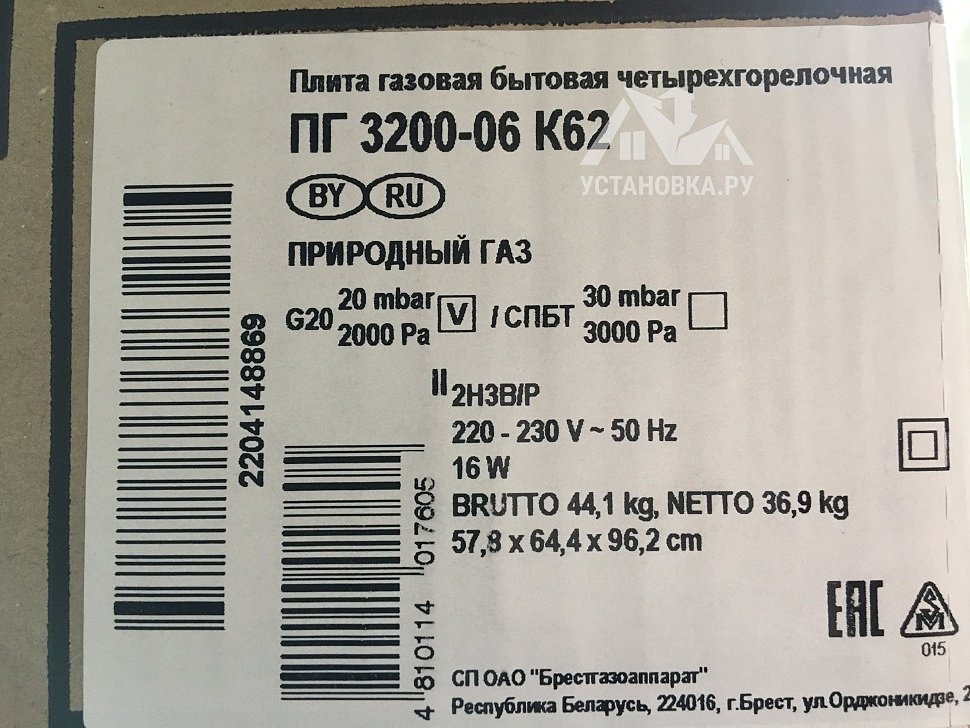 Плита газовая бытовая четырехгорелочная
ПГ 3200-06 К62
УСТАНОВКА.РУ
BY RU
ПРИРОДНЫЙ ГАЗ
G20 20 mbar 2000 Pa V / СПБТ 30 mbar 3000 Pa
II 2H3B/P
220 - 230 V ~ 50 Hz
16 W
BRUTTO 44,1 kg, NETTO 36,9 kg
57,8 x 64,4 x 96,2 cm
2204148869
4 810114 017605
EAC
015
СП ОАО "Брестгазоаппарат"
Республика Беларусь, 224016, г.Брест, ул.Орджоникидзе, 2